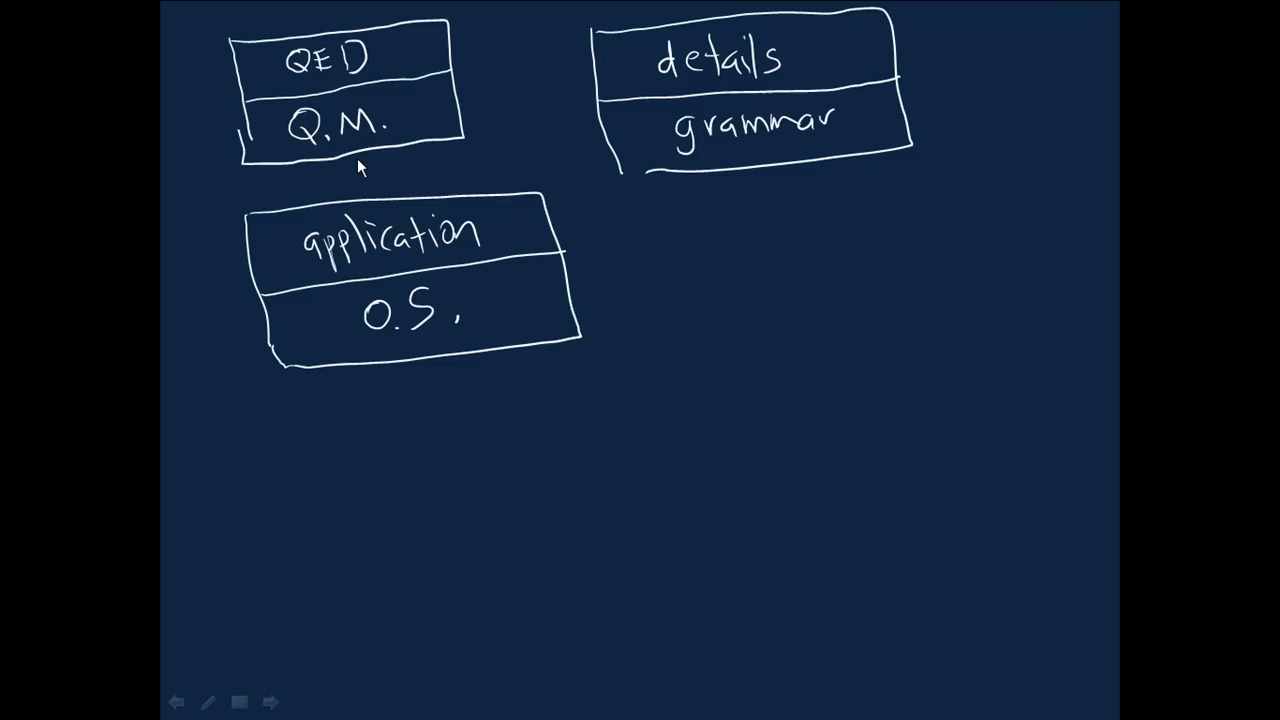 QED
Q.M.
details
grammar
application
O.S.